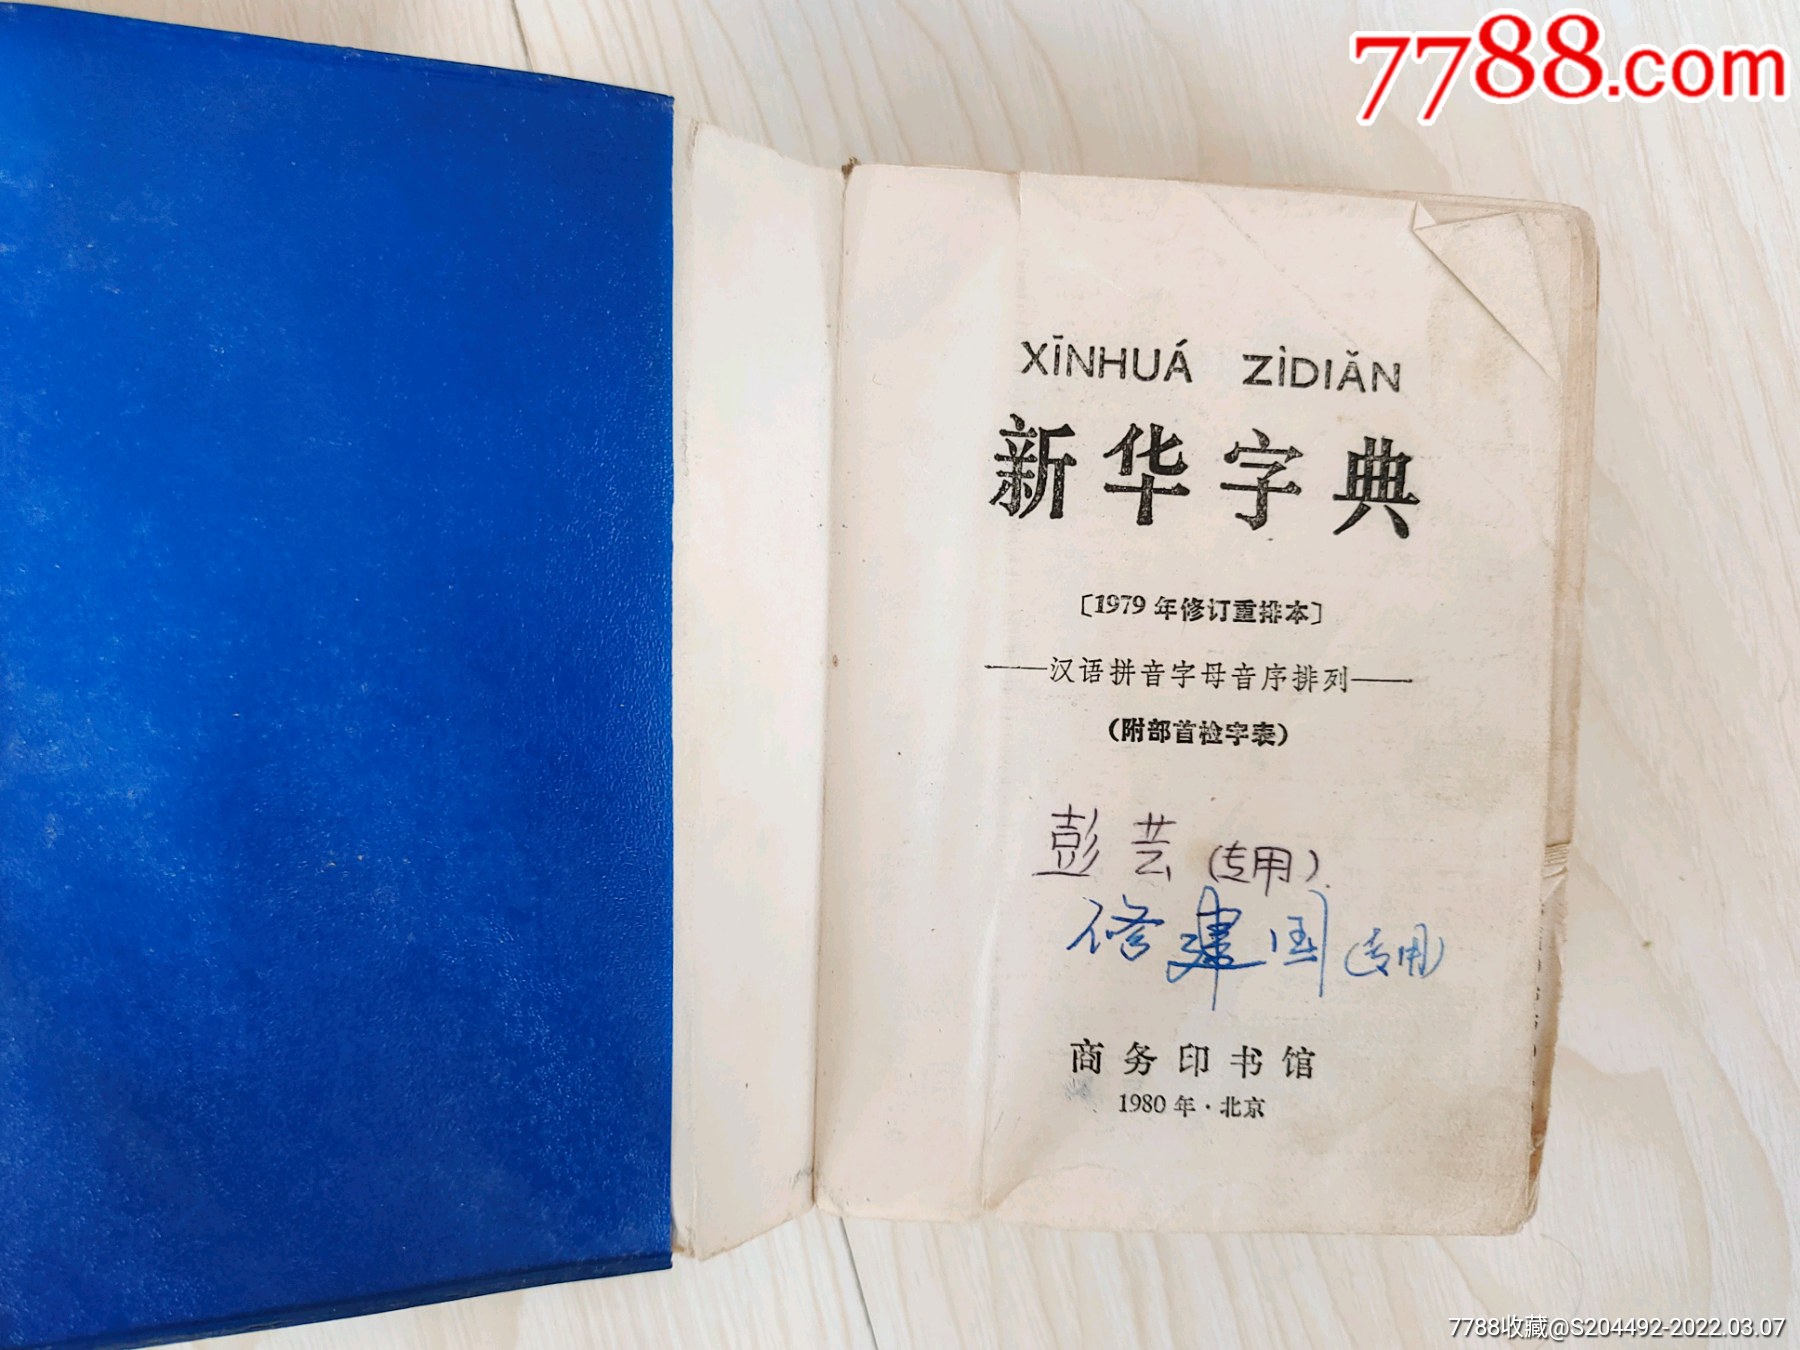 7788.com
XĪNHUÁ ZÌDIǍN
新华字典
〔1979年修订重排本〕
——汉语拼音字母音序排列——
(附部首检字表)
彭芸(专用)
修建国(专用)
商务印书馆
1980年·北京
7788收藏@S204492-2022.03.07